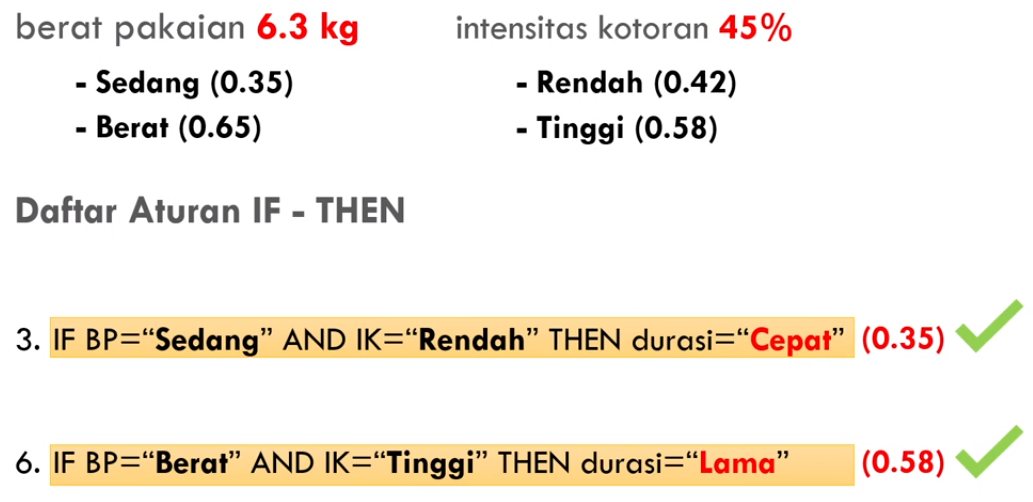 berat pakaian 6.3 kg
- Sedang (0.35)
- Berat (0.65)
intensitas kotoran 45%
- Rendah (0.42)
- Tinggi (0.58)
Daftar Aturan IF - THEN
3. IF BP=“Sedang” AND IK=“Rendah” THEN durasi=“Cepat” (0.35)
6. IF BP=“Berat” AND IK=“Tinggi” THEN durasi=“Lama” (0.58)